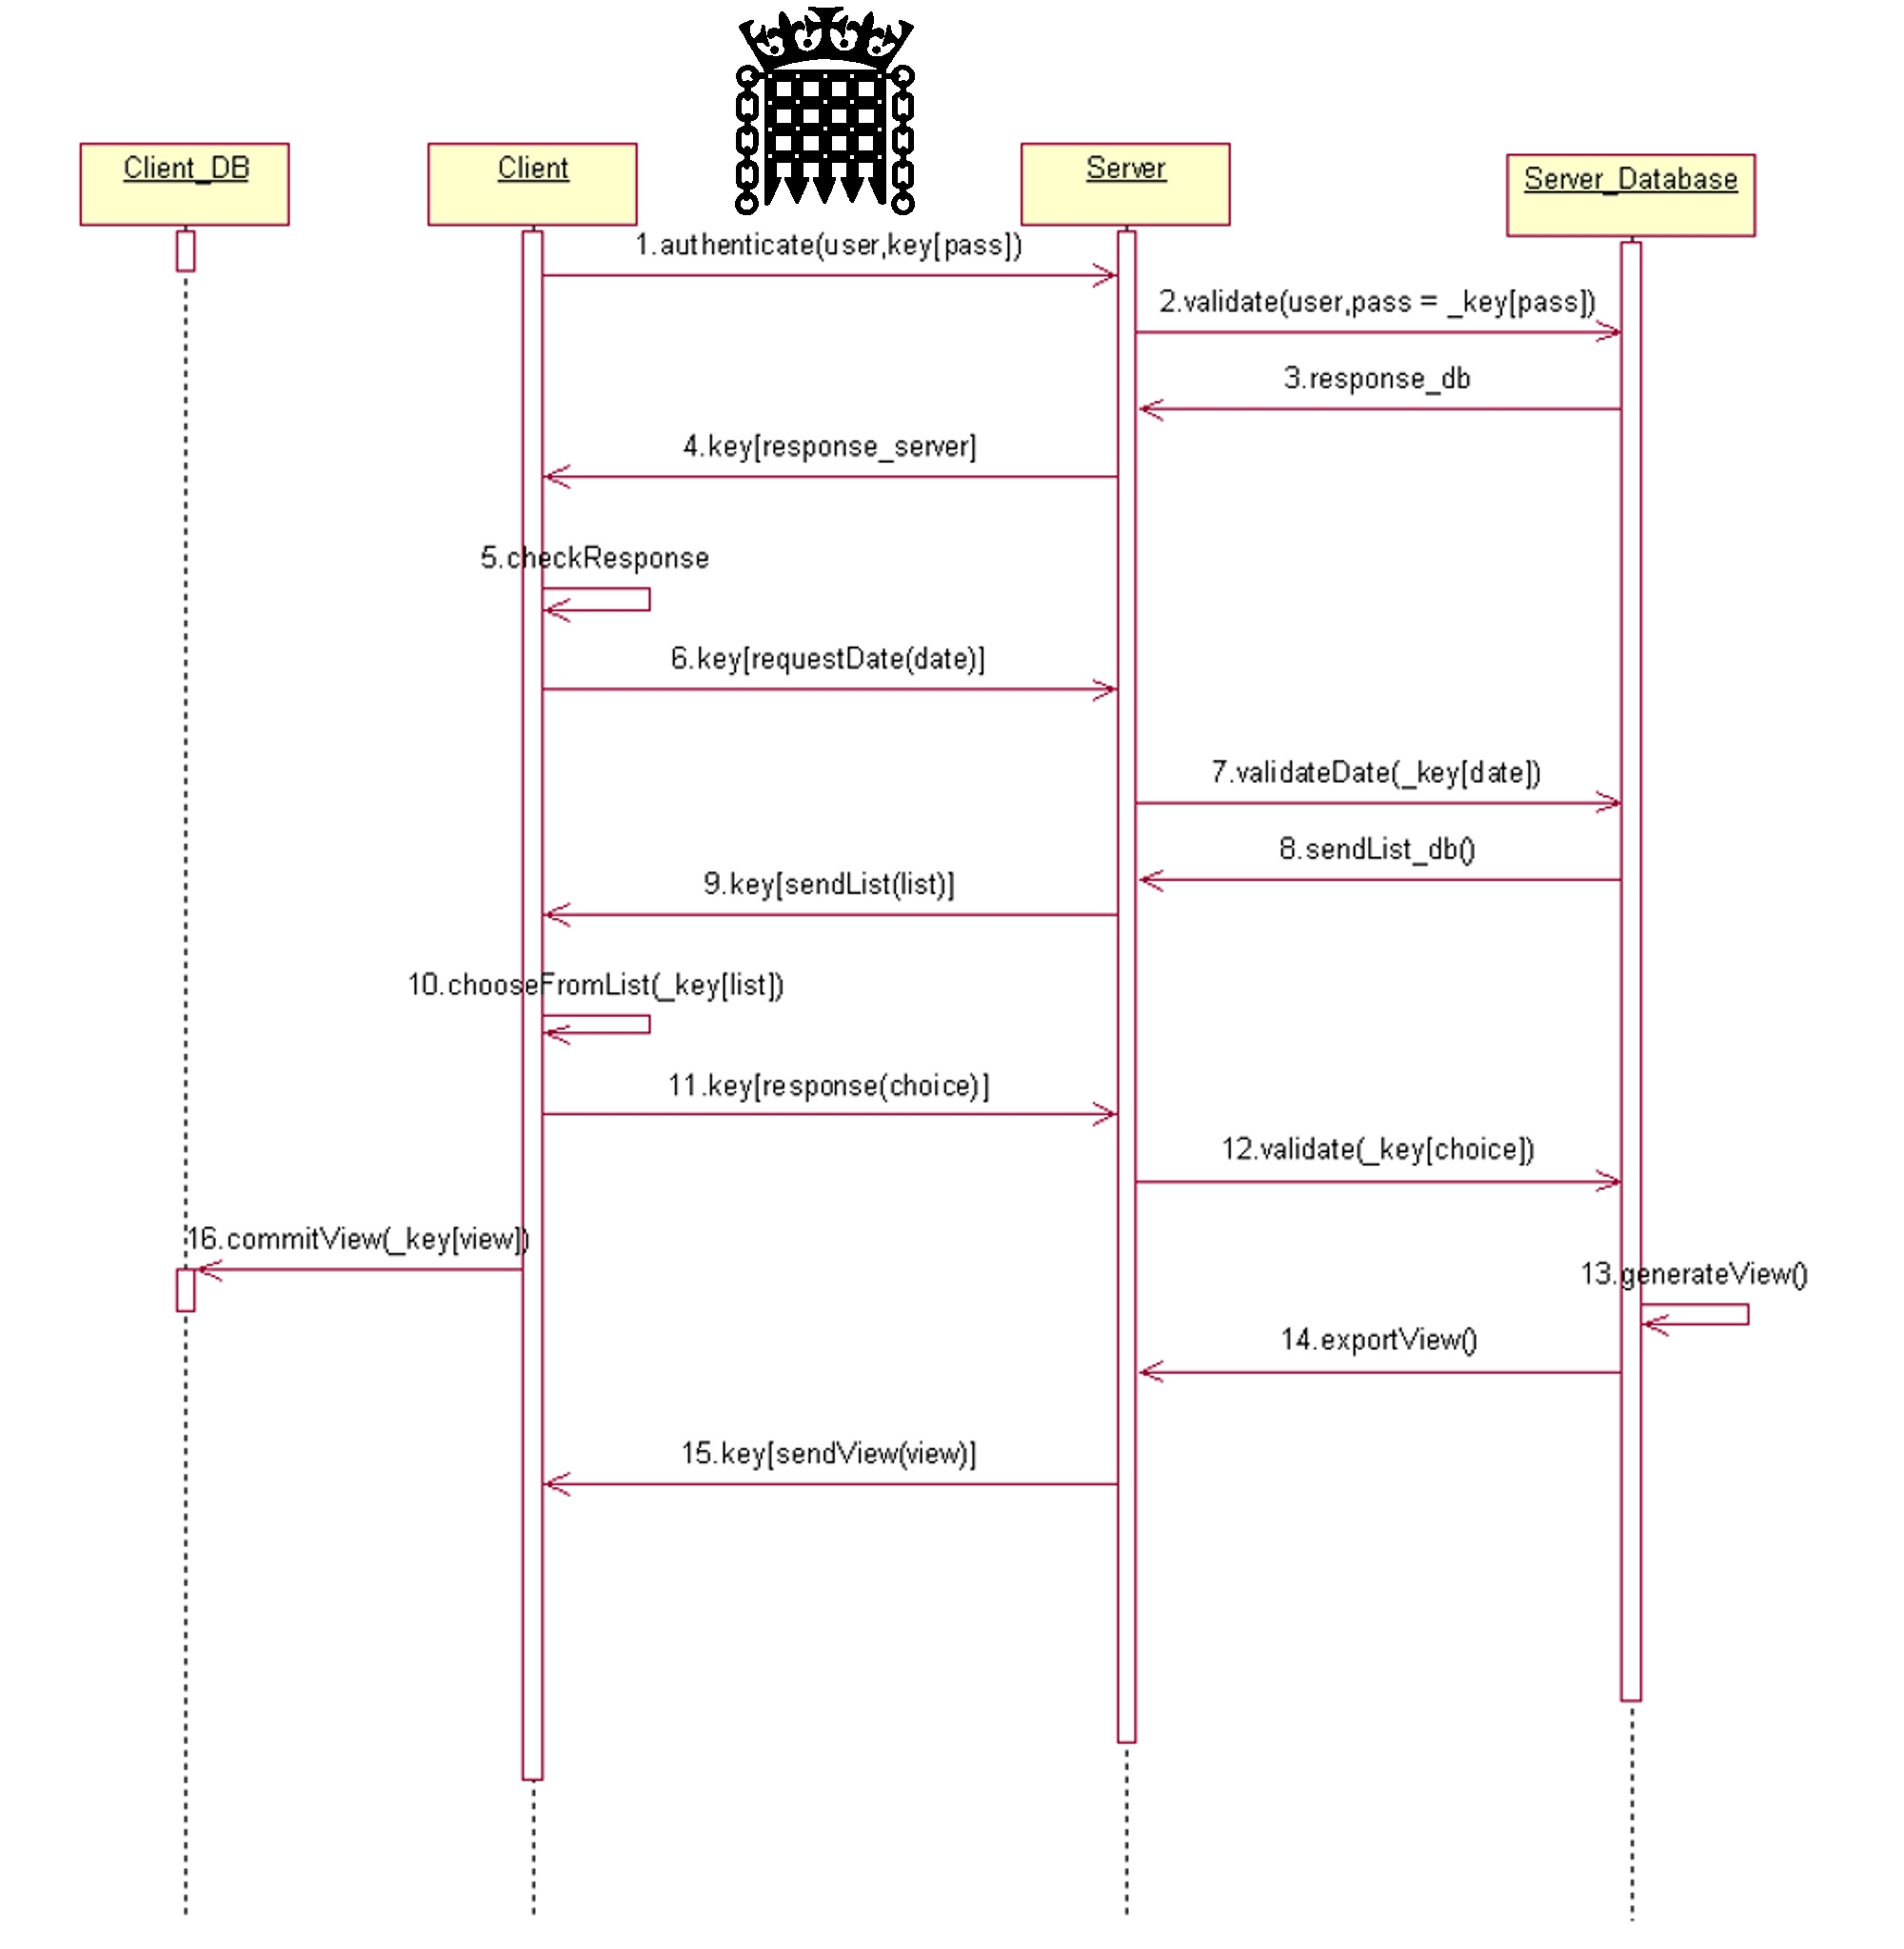 Client_DB
Client
Server
Server_Database
1.authenticate(user,key[pass])
2.validate(user,pass = _key[pass])
3.response_db
4.key[response_server]
5.checkResponse
6.key[requestDate(date)]
7.validateDate(_key[date])
8.sendList_db()
9.key[sendList(list)]
10.chooseFromList(_key[list])
11.key[response(choice)]
12.validate(_key[choice])
16.commitView(_key[view])
13.generateView()
14.exportView()
15.key[sendView(view)]